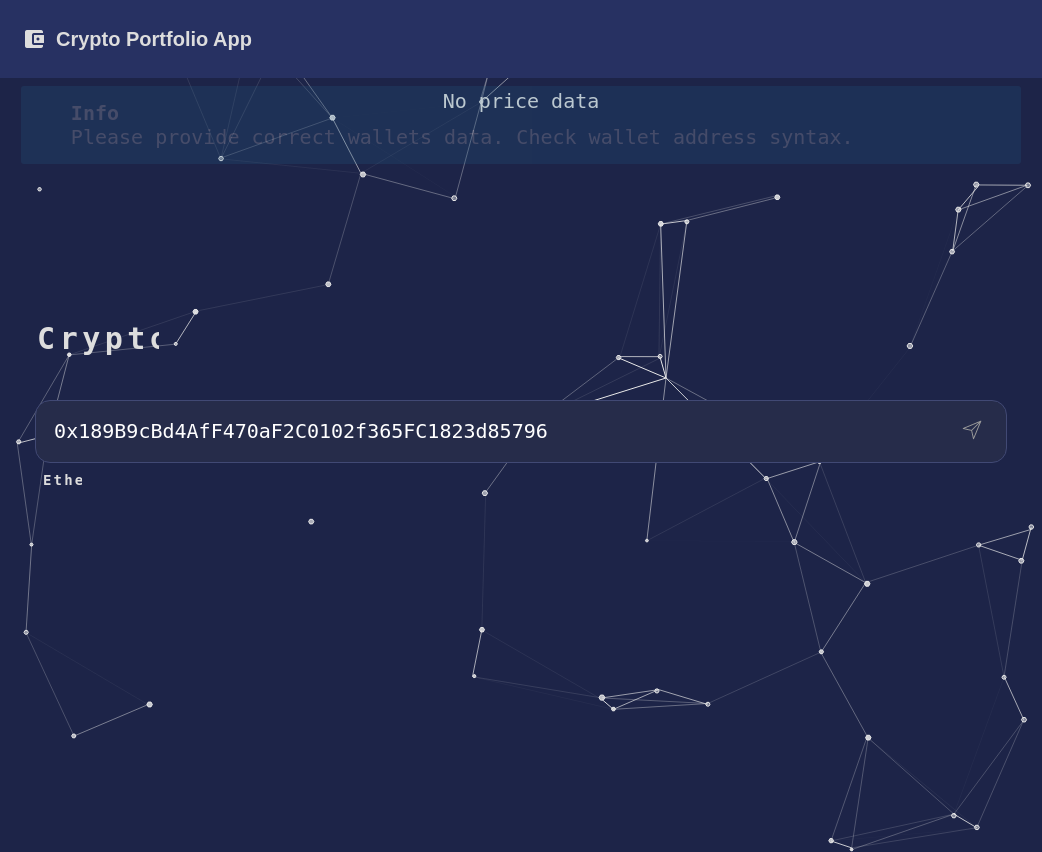 Crypto Portfolio App
No price data
Info
Please provide correct wallets data. Check wallet address syntax.
Crypto
0x189B9cBd4AfF470aF2C0102f365FC1823d85796
Ethe